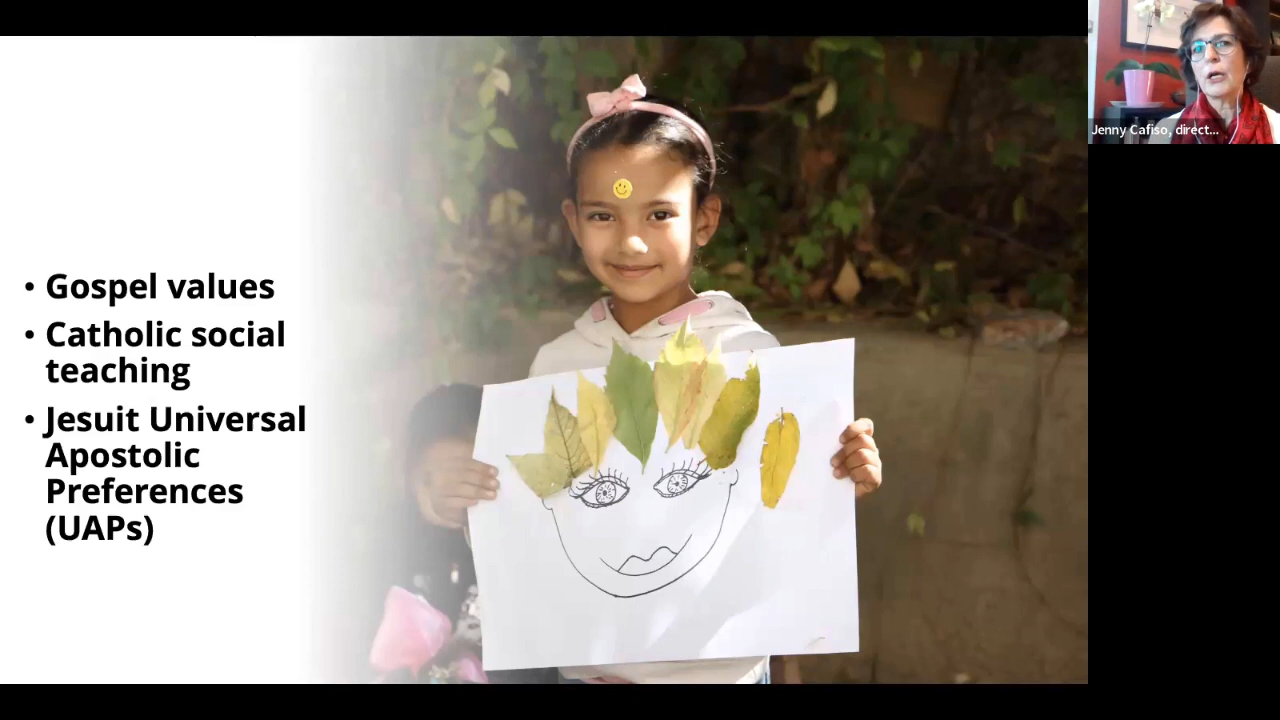 • Gospel values
• Catholic social
teaching
• Jesuit Universal
Apostolic
Preferences
(UAPs)
Jenny Cafiso, direct...